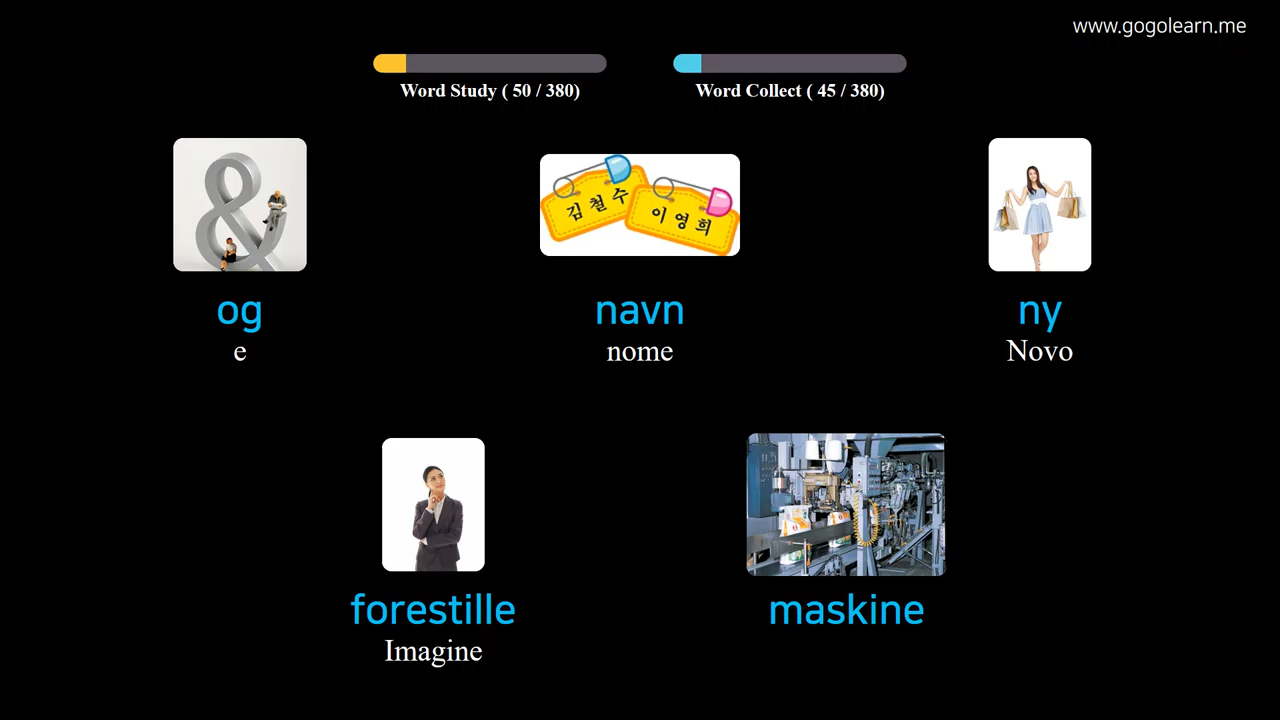 www.gogolearn.me
Word Study ( 50 / 380)
Word Collect ( 45 / 380)
김철수
이영희
og
e
navn
nome
ny
Novo
forestille
Imagine
maskine